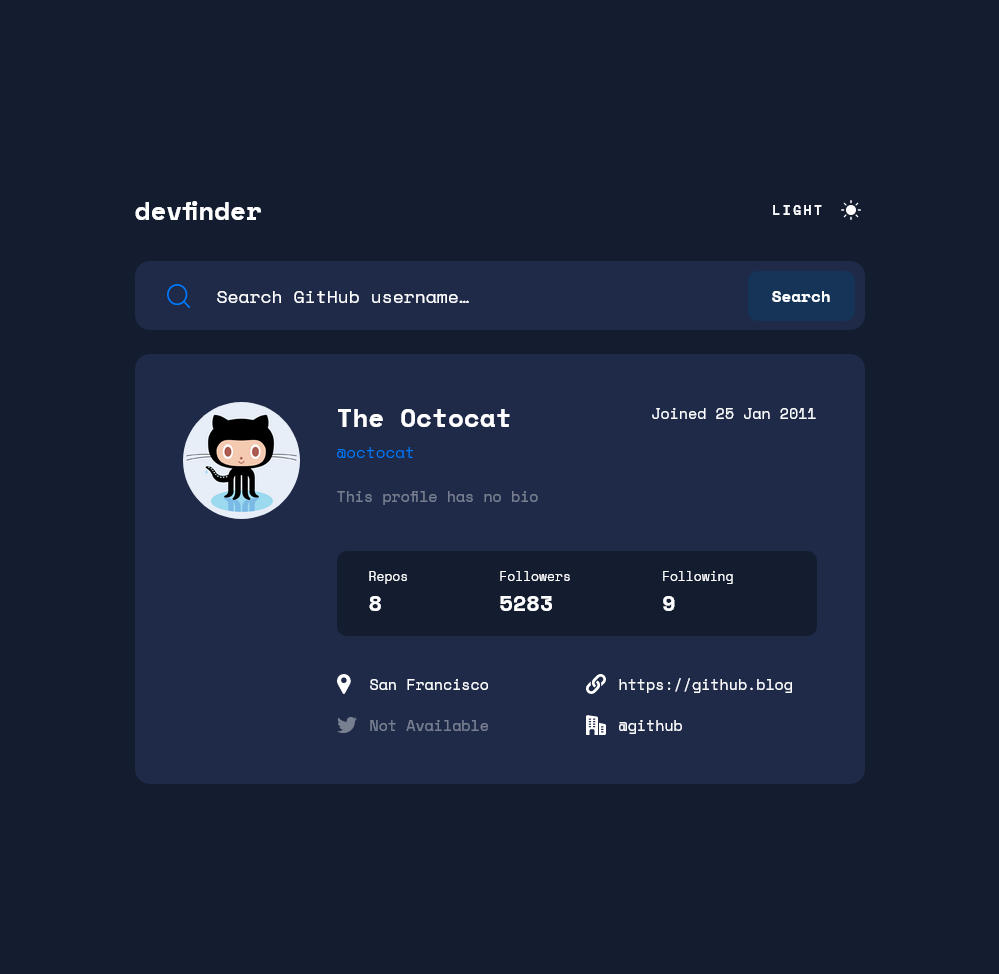 devfinder
LIGHT
Search GitHub username…
Search
The Octocat
Joined 25 Jan 2011
@octocat
This profile has no bio
Repos
Followers
Following
8
5283
9
San Francisco
https://github.blog
Not Available
@github